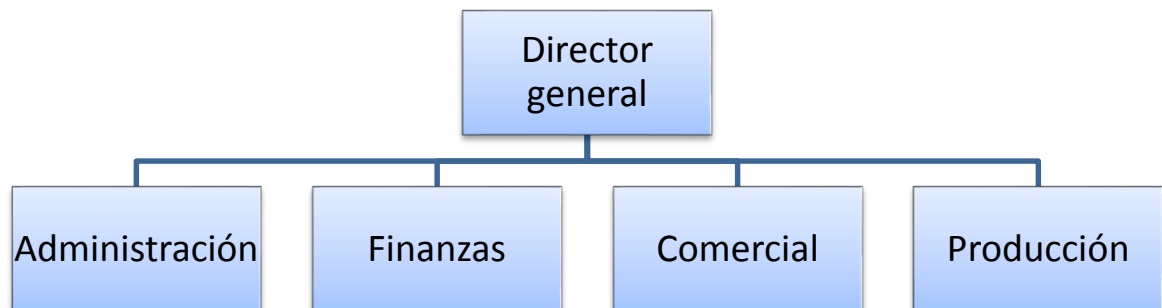 Director
general
Administración
Finanzas
Comercial
Producción